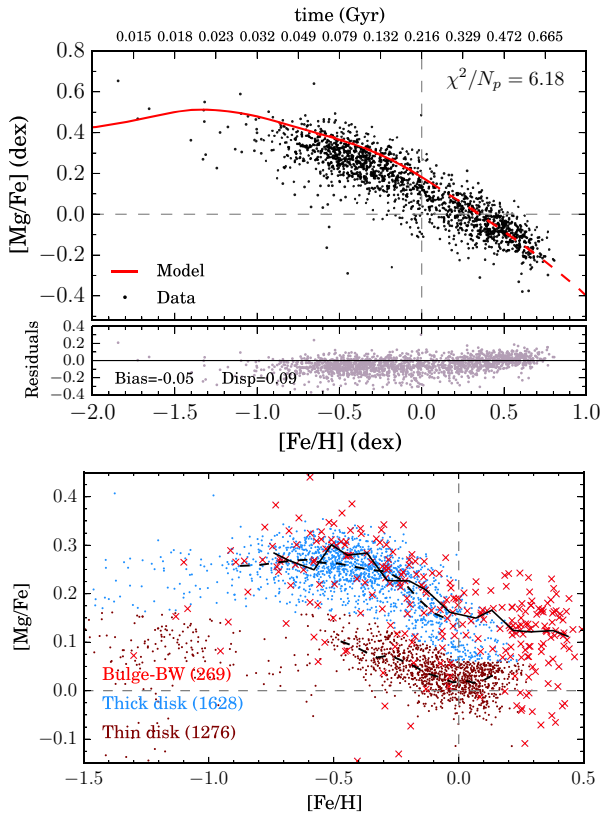 time (Gyr)
0.015 0.018 0.023 0.032 0.049 0.079 0.132 0.216 0.329 0.472 0.665
0.8
χ²/Nₚ = 6.18
0.6
0.4
0.2
0.0
−0.2
−0.4
[Mg/Fe] (dex)
Model
Data
0.4
0.2
0.0
−0.2
−0.4
Residuals
Bias=-0.05 Disp=0.09
−2.0 −1.5 −1.0 −0.5 0.0 0.5 1.0
[Fe/H] (dex)
0.4
0.3
0.2
0.1
0.0
−0.1
[Mg/Fe]
Bulge-BW (269)
Thick disk (1628)
Thin disk (1276)
−1.5 −1.0 −0.5 0.0 0.5
[Fe/H]